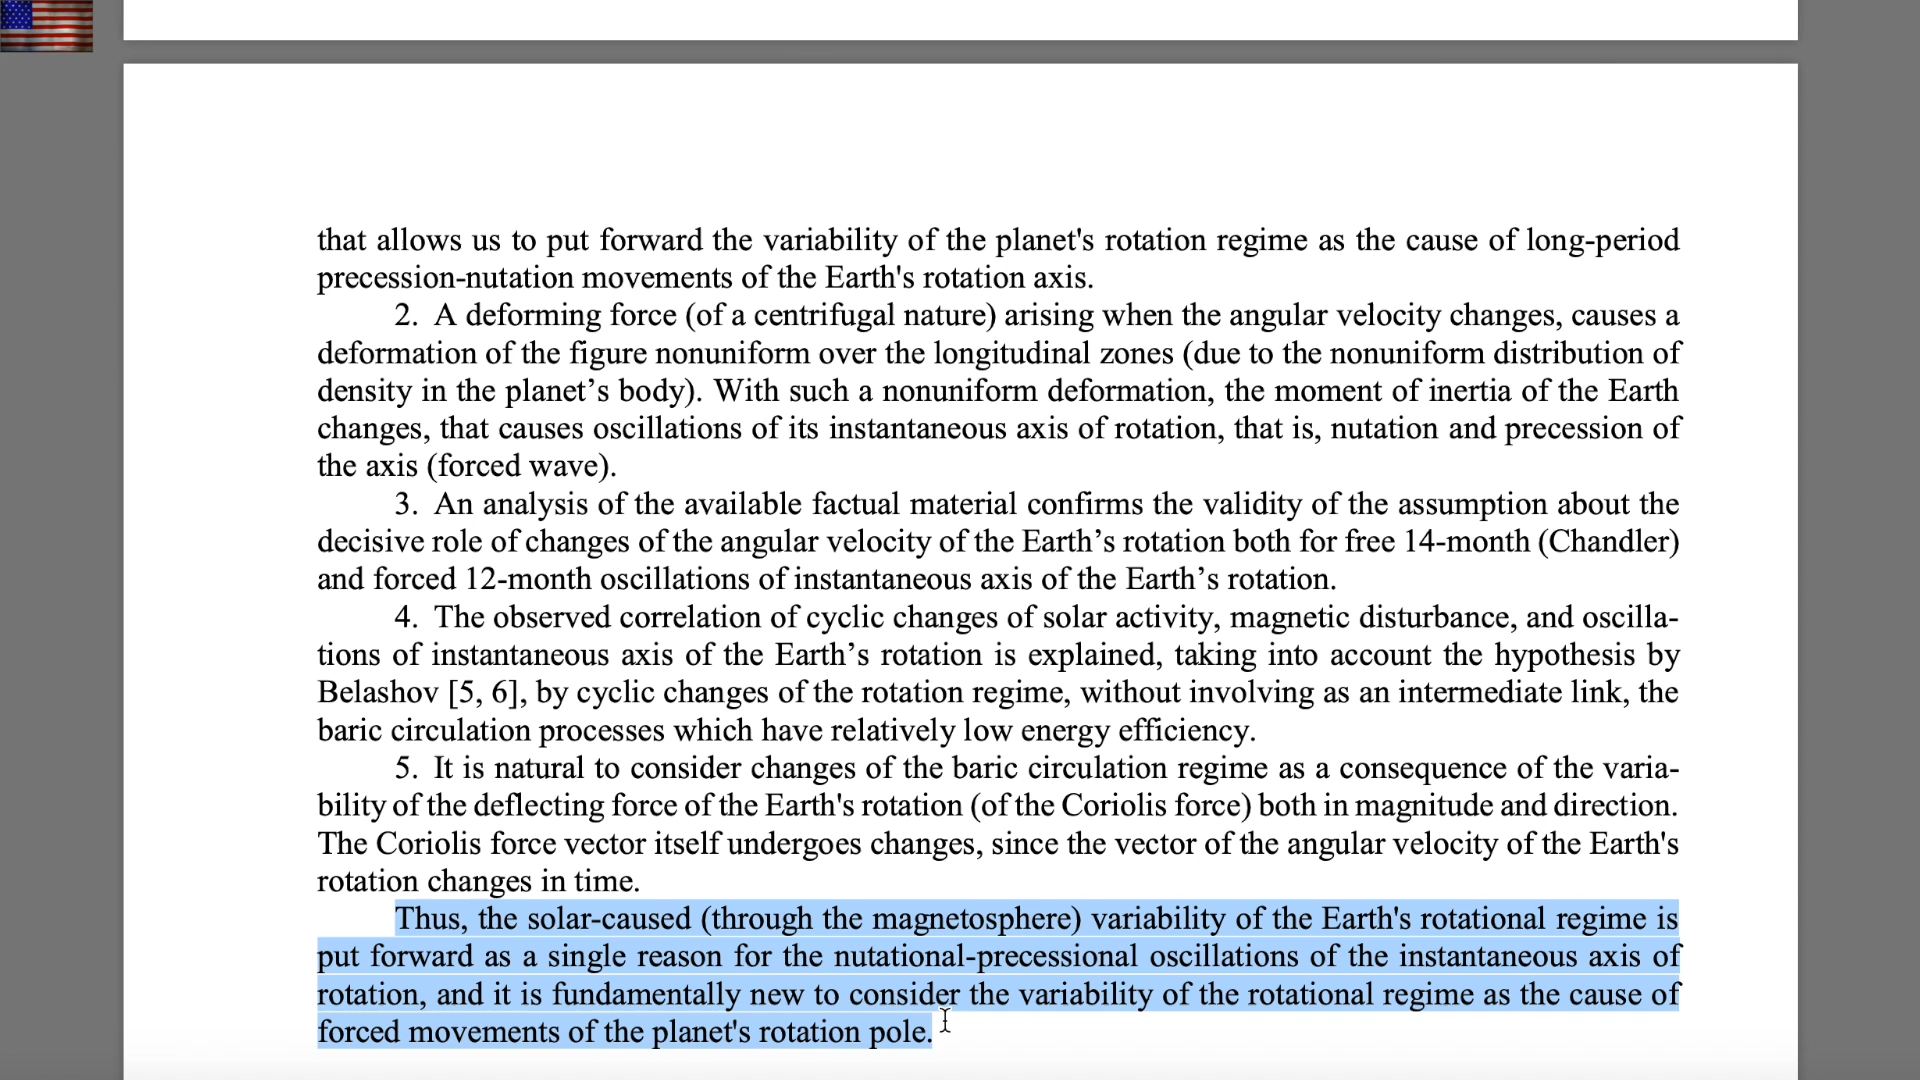 that allows us to put forward the variability of the planet's rotation regime as the cause of long-period
precession-nutation movements of the Earth's rotation axis.
2. A deforming force (of a centrifugal nature) arising when the angular velocity changes, causes a
deformation of the figure nonuniform over the longitudinal zones (due to the nonuniform distribution of
density in the planet’s body). With such a nonuniform deformation, the moment of inertia of the Earth
changes, that causes oscillations of its instantaneous axis of rotation, that is, nutation and precession of
the axis (forced wave).
3. An analysis of the available factual material confirms the validity of the assumption about the
decisive role of changes of the angular velocity of the Earth’s rotation both for free 14-month (Chandler)
and forced 12-month oscillations of instantaneous axis of the Earth’s rotation.
4. The observed correlation of cyclic changes of solar activity, magnetic disturbance, and oscilla-
tions of instantaneous axis of the Earth’s rotation is explained, taking into account the hypothesis by
Belashov [5, 6], by cyclic changes of the rotation regime, without involving as an intermediate link, the
baric circulation processes which have relatively low energy efficiency.
5. It is natural to consider changes of the baric circulation regime as a consequence of the varia-
bility of the deflecting force of the Earth's rotation (of the Coriolis force) both in magnitude and direction.
The Coriolis force vector itself undergoes changes, since the vector of the angular velocity of the Earth's
rotation changes in time.
Thus, the solar-caused (through the magnetosphere) variability of the Earth's rotational regime is
put forward as a single reason for the nutational-precessional oscillations of the instantaneous axis of
rotation, and it is fundamentally new to consider the variability of the rotational regime as the cause of
forced movements of the planet's rotation pole.